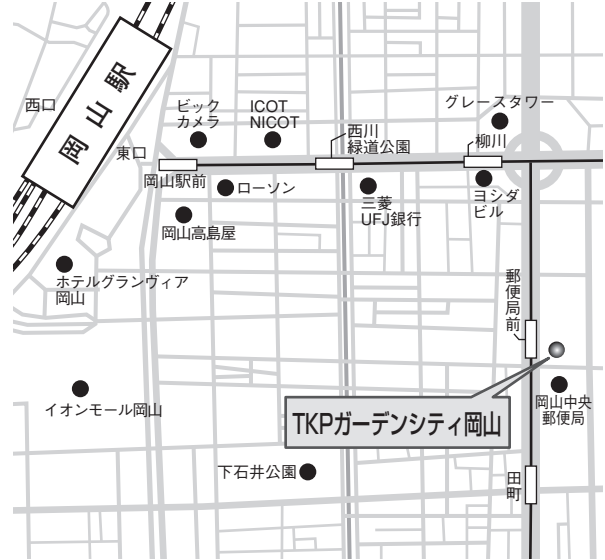 岡山駅
西口
東口
ビック
カメラ
ICOT
NICOT
西川
緑道公園
グレースタワー
柳川
岡山駅前
ローソン
三菱
UFJ銀行
ヨシダ
ビル
岡山高島屋
ホテルグランヴィア
岡山
郵便局前
イオンモール岡山
TKPガーデンシティ岡山
岡山中央
郵便局
下石井公園
田町